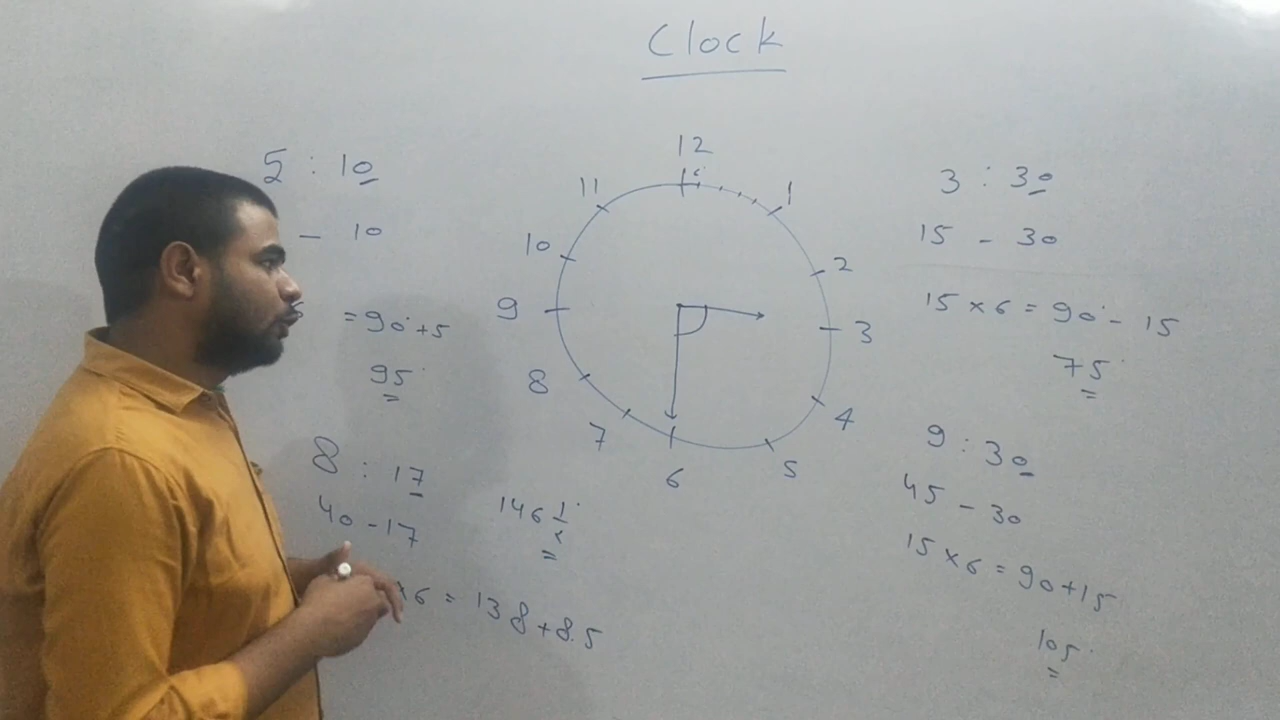 Clock
5 : 10
- 10
= 90° + 5
95°
8 : 17
40 - 17
×6 = 138 + 8.5
146 1/2°
12
11
1
10
2
9
3
8
4
7
5
6
3 : 30
15 - 30
15 × 6 = 90° - 15
75°
9 : 30
45 - 30
15 × 6 = 90 + 15
105°